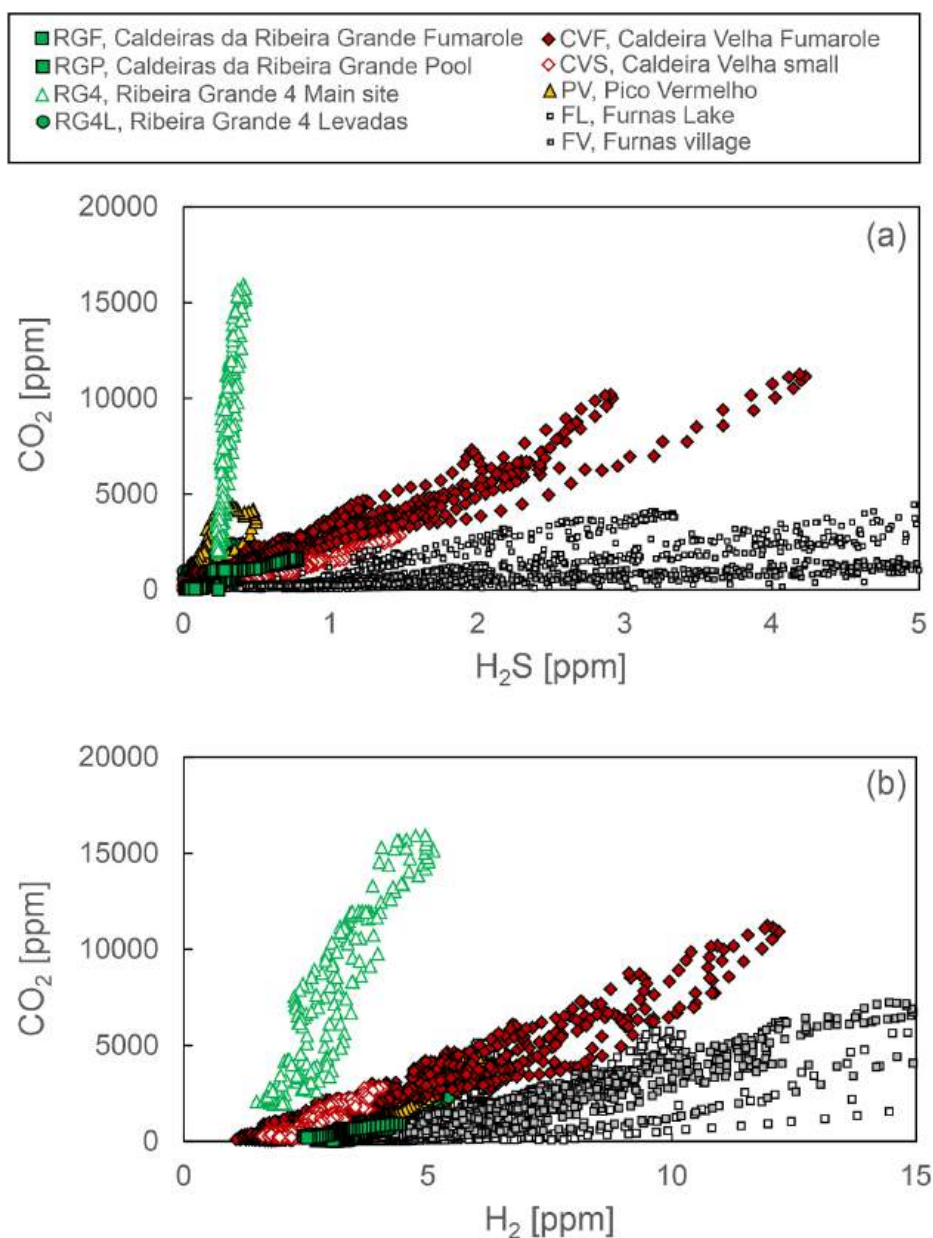 RGF, Caldeiras da Ribeira Grande Fumarole
RGP, Caldeiras da Ribeira Grande Pool
RG4, Ribeira Grande 4 Main site
RG4L, Ribeira Grande 4 Levadas
CVF, Caldeira Velha Fumarole
CVS, Caldeira Velha small
PV, Pico Vermelho
FL, Furnas Lake
FV, Furnas village
(a)
CO₂ [ppm]
20000
15000
10000
5000
0
0 1 2 3 4 5
H₂S [ppm]
(b)
CO₂ [ppm]
20000
15000
10000
5000
0
0 5 10 15
H₂ [ppm]